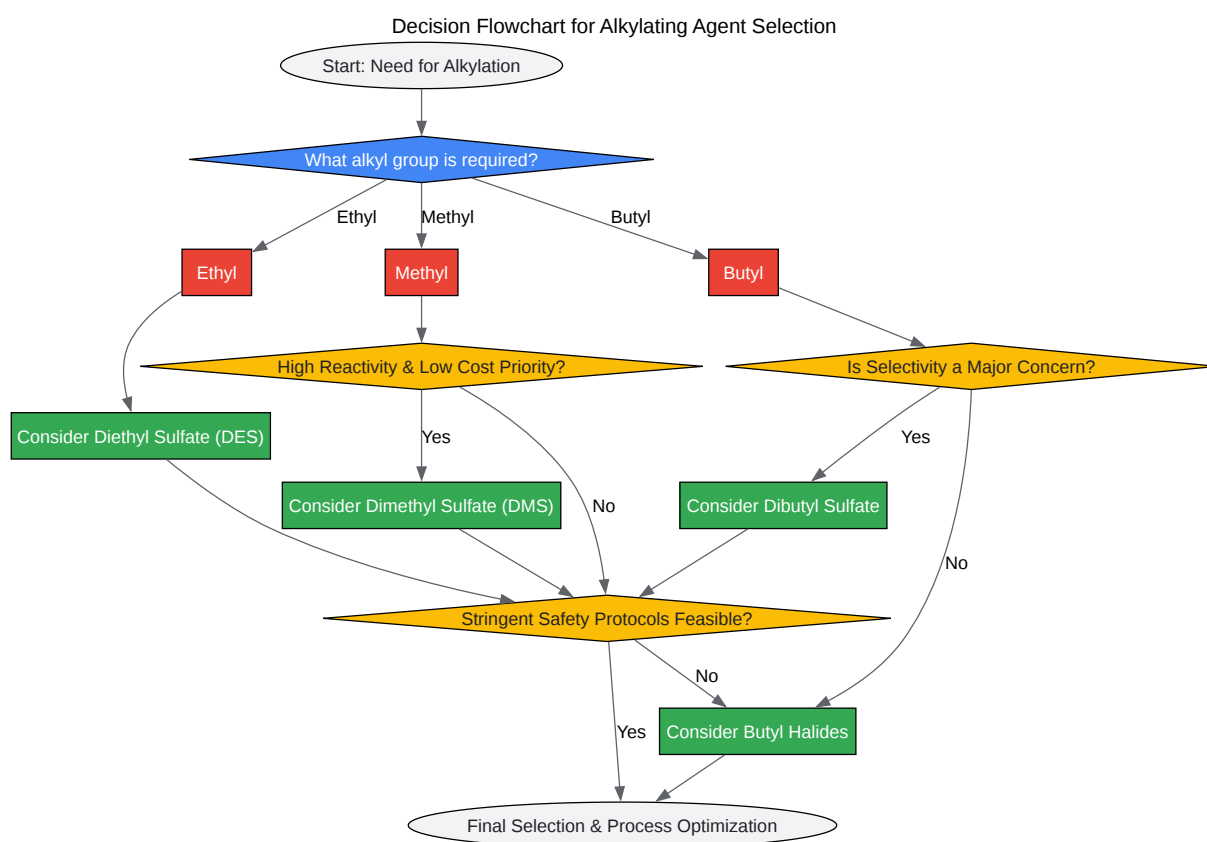 Decision Flowchart for Alkylating Agent Selection
Start: Need for Alkylation
What alkyl group is required?
Ethyl
Methyl
Butyl
Ethyl
Methyl
Butyl
High Reactivity & Low Cost Priority?
Is Selectivity a Major Concern?
Consider Diethyl Sulfate (DES)
Yes
Yes
Consider Dimethyl Sulfate (DMS)
No
Consider Dibutyl Sulfate
No
Stringent Safety Protocols Feasible?
No
Yes
Consider Butyl Halides
Final Selection & Process Optimization